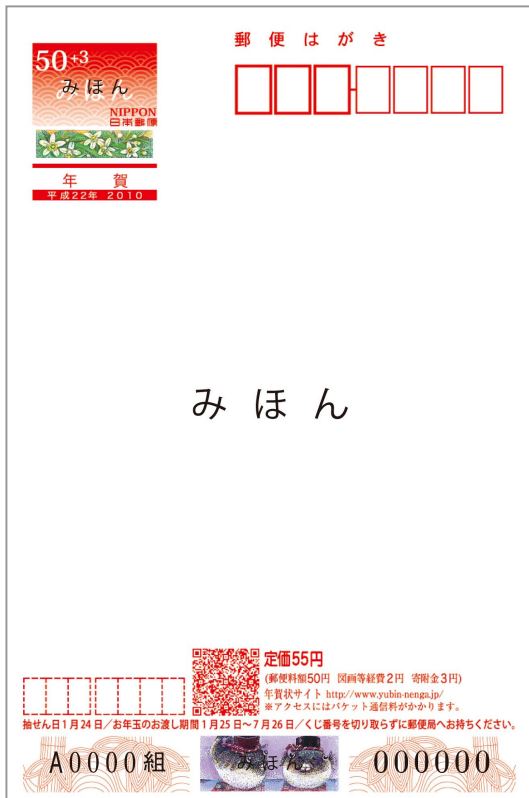 郵便はがき
50+3
みほん
みほん
NIPPON
日本郵便
年 賀
平成22年 2010
みほん
定価55円
(郵便料額50円 図画等経費2円 寄附金3円)
年賀状サイト http://www.yubin-nenga.jp/
※アクセスにはパケット通信料がかかります。
抽せん日1月24日/お年玉のお渡し期間1月25日～7月26日/くじ番号を切り取らずに郵便局へお持ちください。
A0000組 みほん 000000